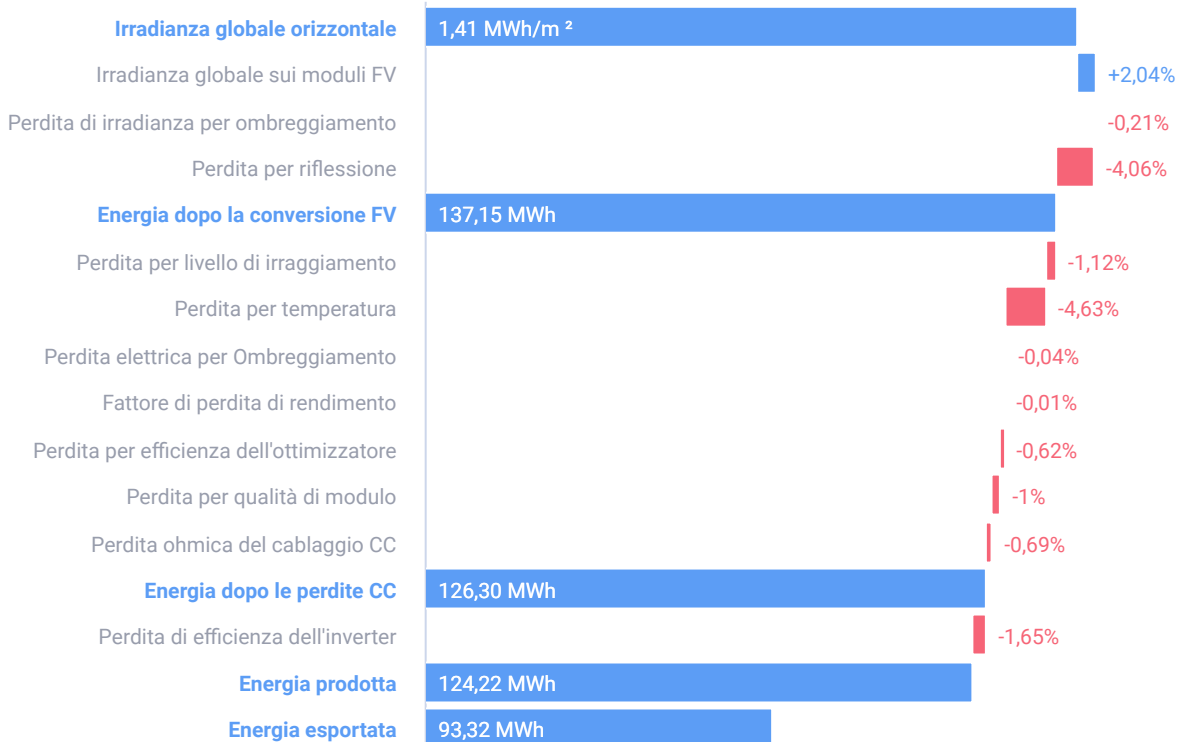 Irradianza globale orizzontale 1,41 MWh/m ²
Irradianza globale sui moduli FV +2,04%
Perdita di irradianza per ombreggiamento -0,21%
Perdita per riflessione -4,06%
Energia dopo la conversione FV 137,15 MWh
Perdita per livello di irraggiamento -1,12%
Perdita per temperatura -4,63%
Perdita elettrica per Ombreggiamento -0,04%
Fattore di perdita di rendimento -0,01%
Perdita per efficienza dell'ottimizzatore -0,62%
Perdita per qualità di modulo -1%
Perdita ohmica del cablaggio CC -0,69%
Energia dopo le perdite CC 126,30 MWh
Perdita di efficienza dell'inverter -1,65%
Energia prodotta 124,22 MWh
Energia esportata 93,32 MWh